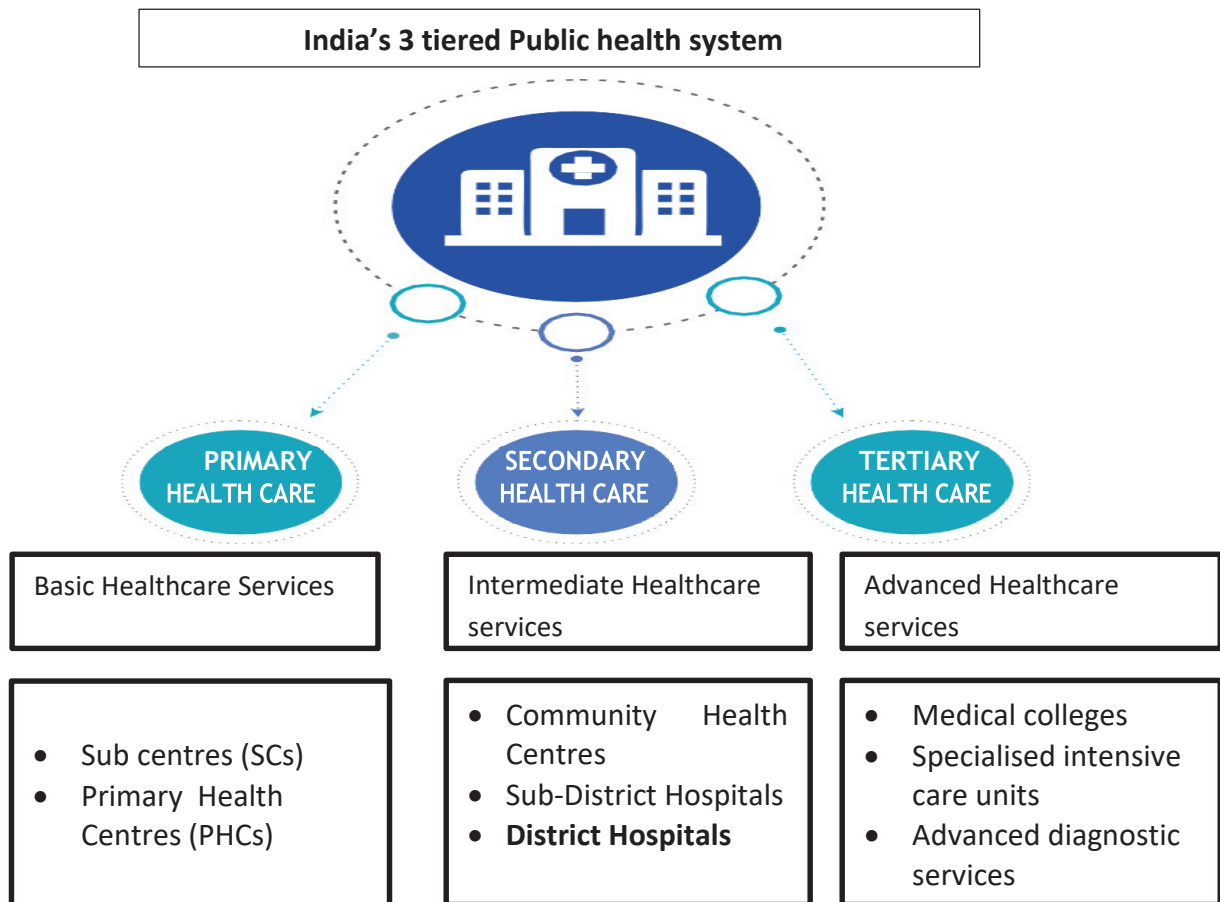 India’s 3 tiered Public health system
PRIMARY
HEALTH CARE
SECONDARY
HEALTH CARE
TERTIARY
HEALTH CARE
Basic Healthcare Services
Intermediate Healthcare
services
Advanced Healthcare
services
• Sub centres (SCs)
• Primary Health
Centres (PHCs)
• Community Health
Centres
• Sub-District Hospitals
• District Hospitals
• Medical colleges
• Specialised intensive
care units
• Advanced diagnostic
services